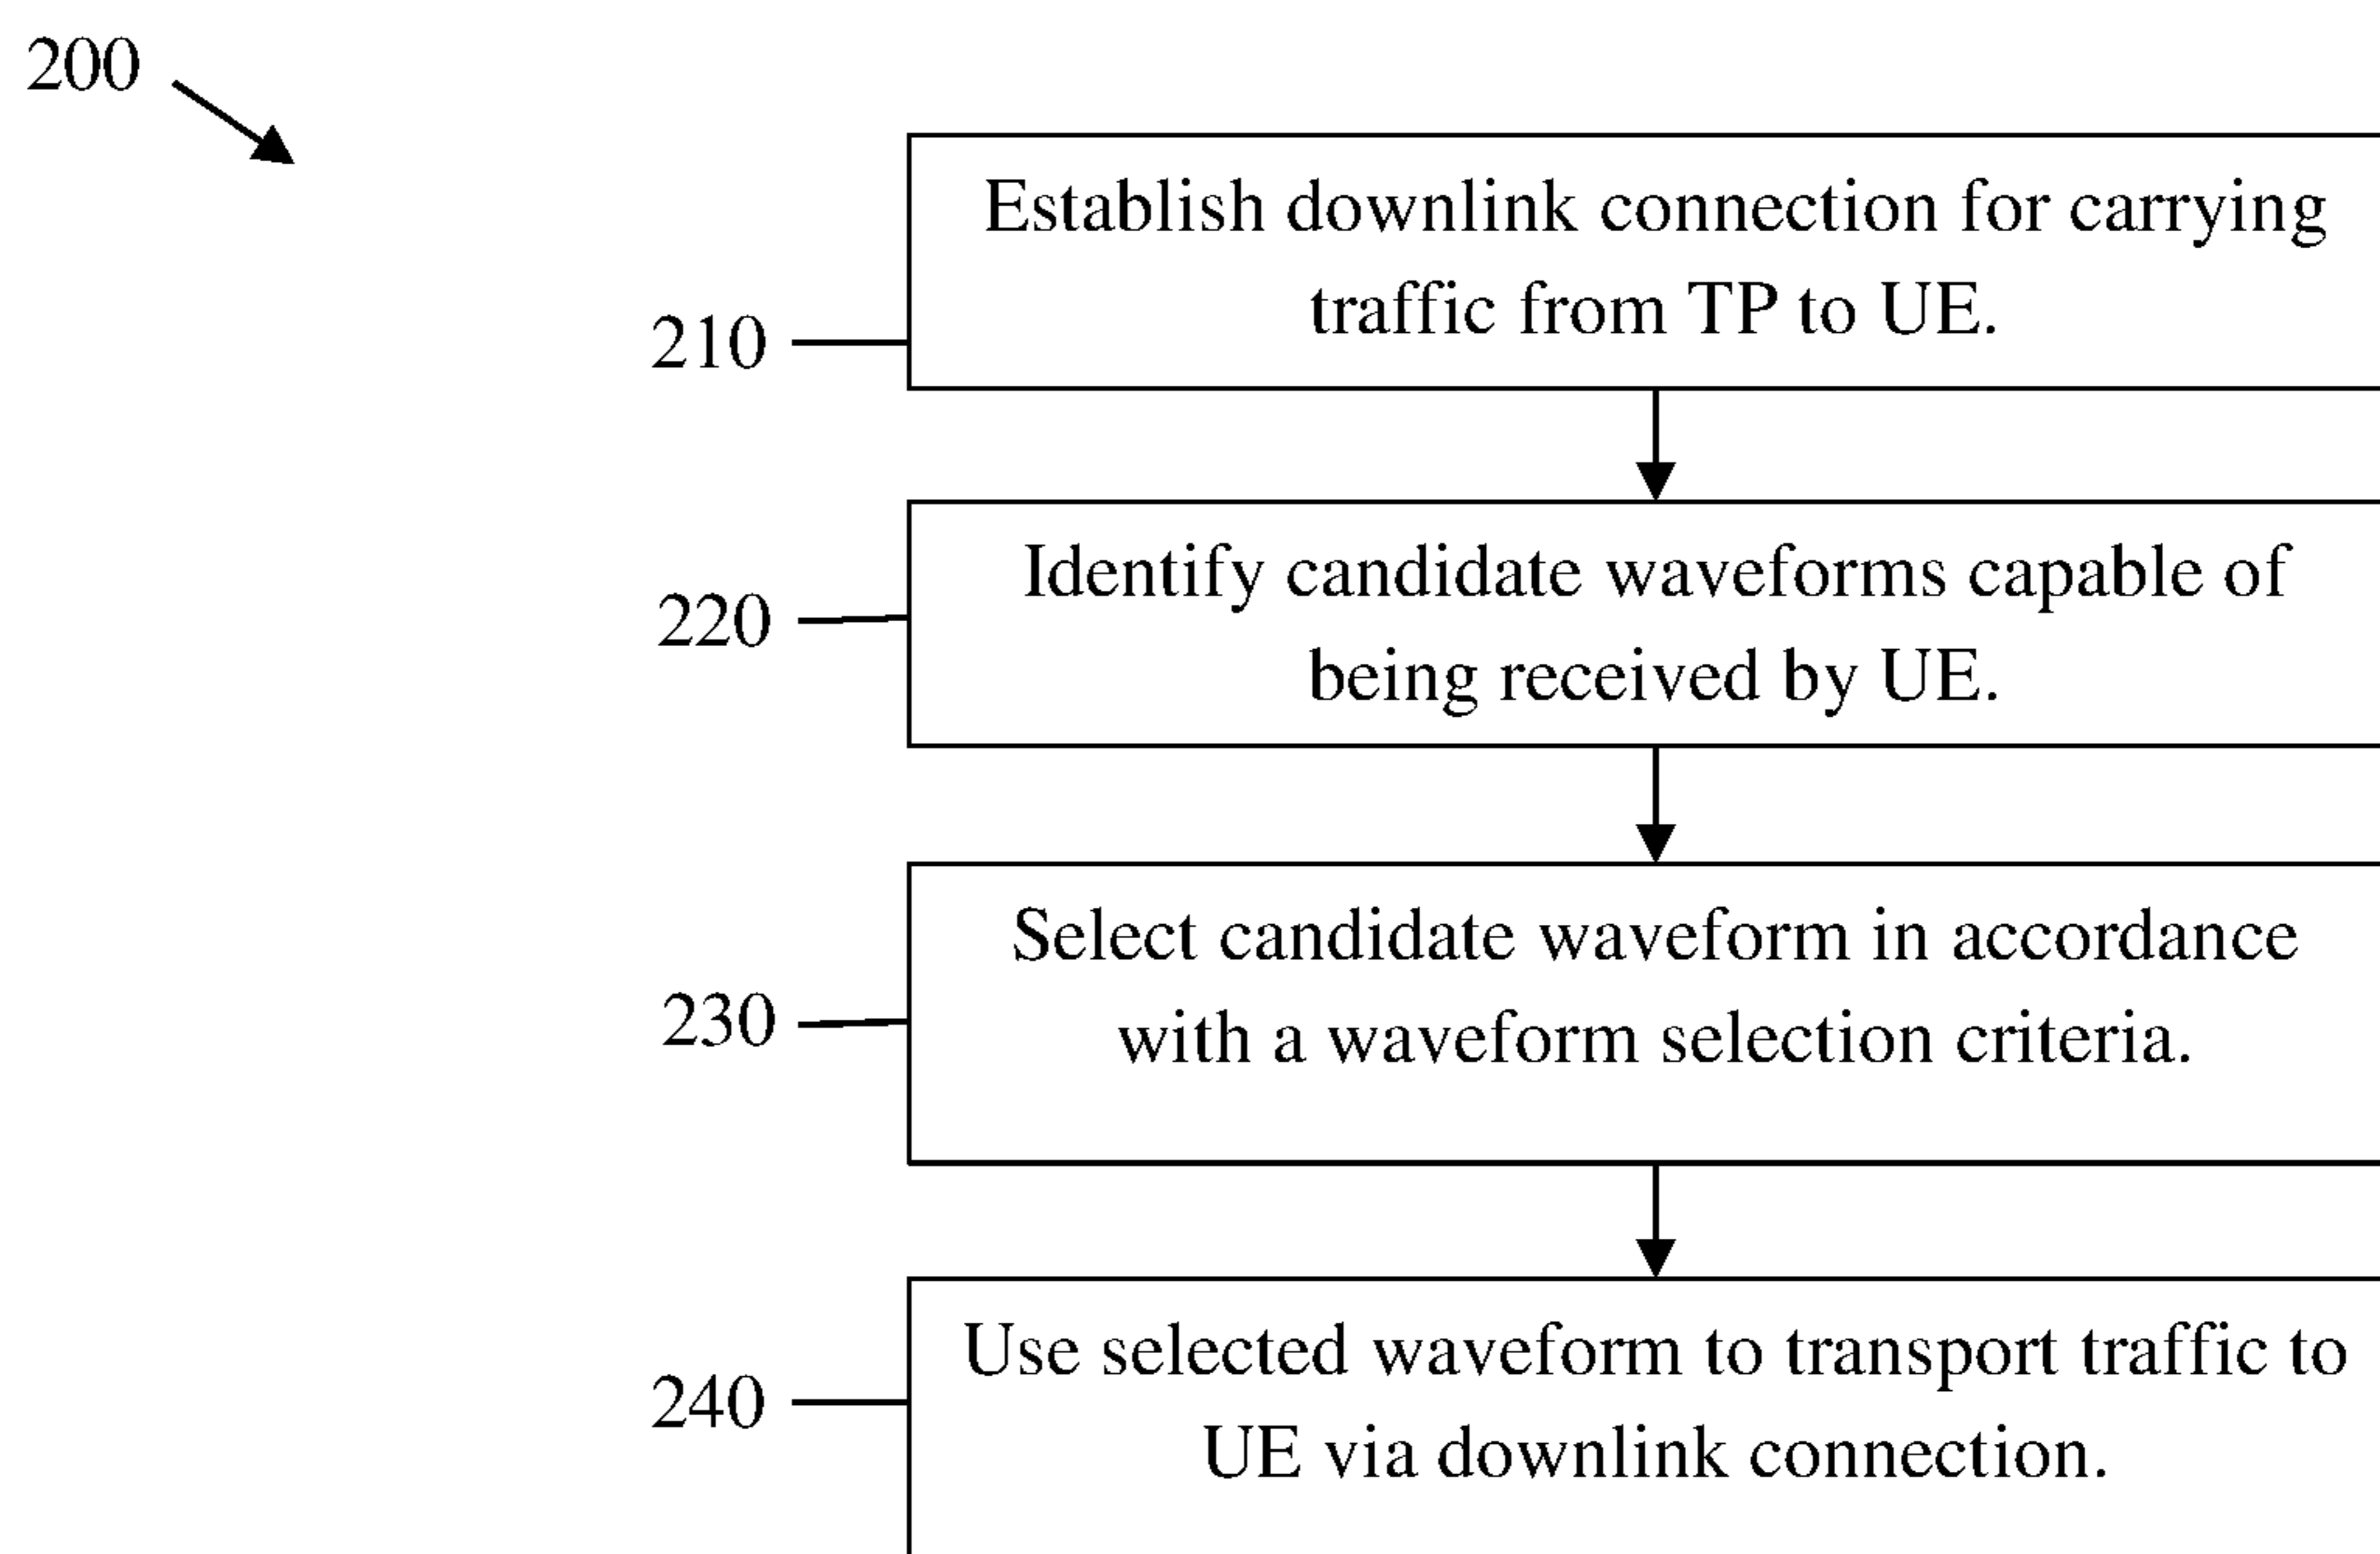 200
Establish downlink connection for carrying
traffic from TP to UE.
210
Identify candidate waveforms capable of
being received by UE.
220
Select candidate waveform in accordance
with a waveform selection criteria.
230
Use selected waveform to transport traffic to
UE via downlink connection.
240